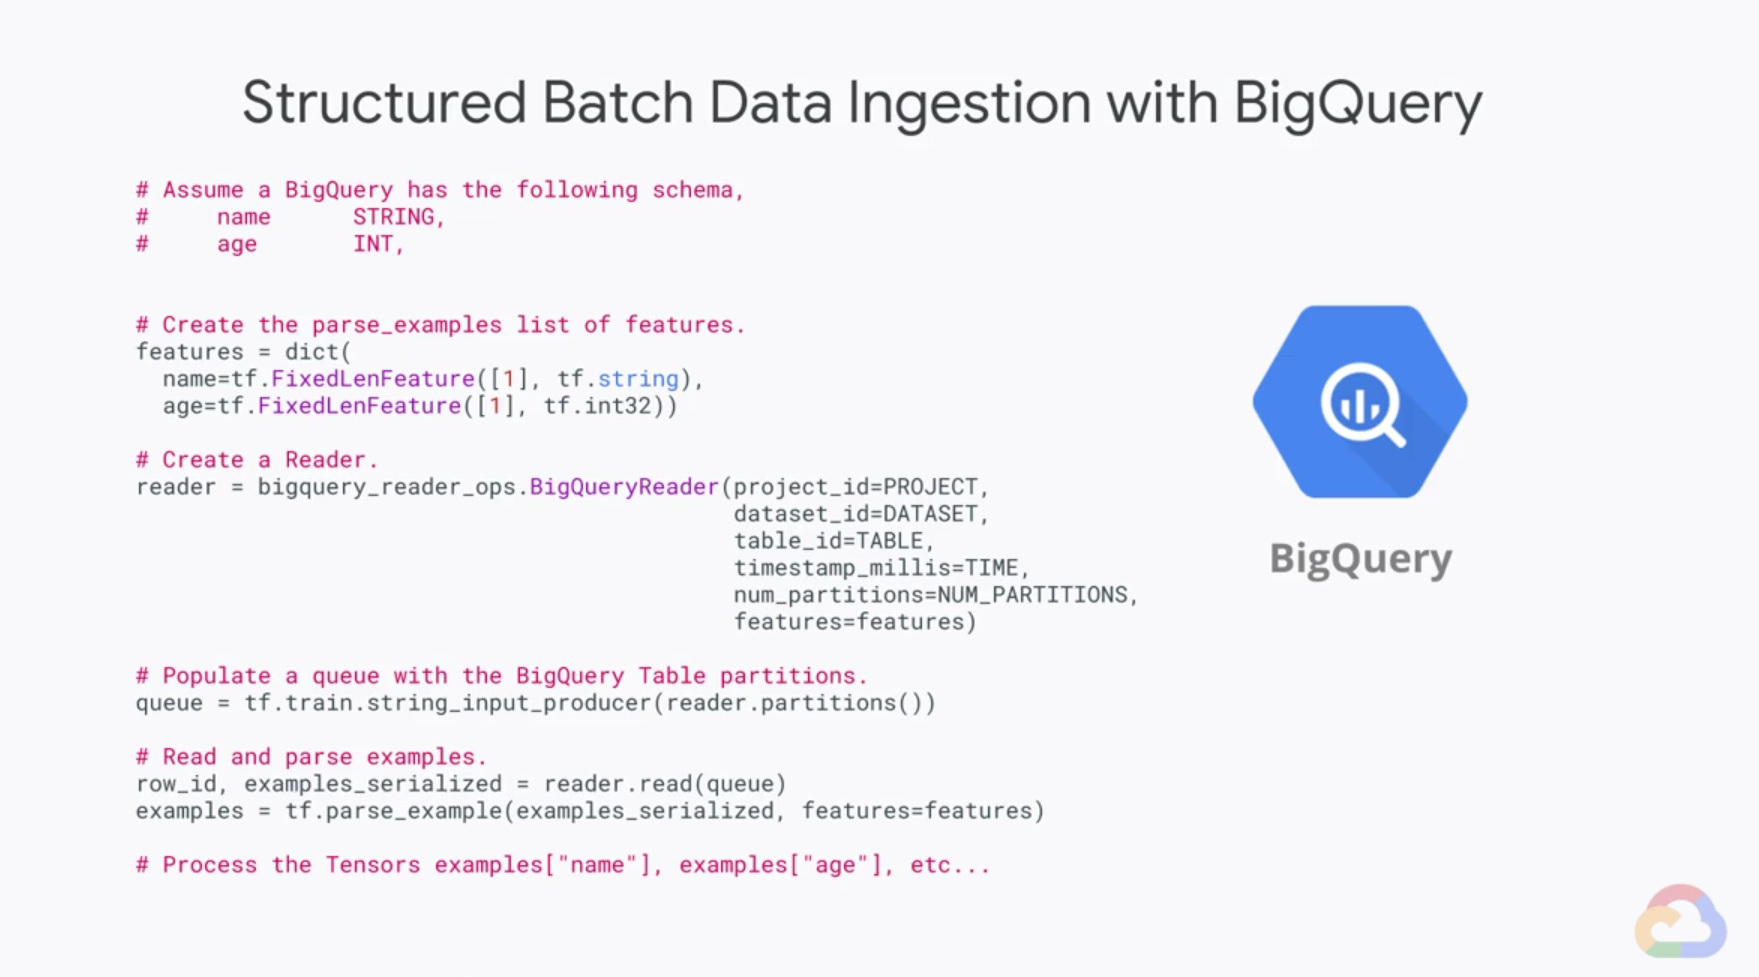 Structured Batch Data Ingestion with BigQuery
# Assume a BigQuery has the following schema,
#     name      STRING,
#     age       INT,
# Create the parse_examples list of features.
features = dict(
  name=tf.FixedLenFeature([1], tf.string),
  age=tf.FixedLenFeature([1], tf.int32))
# Create a Reader.
reader = bigquery_reader_ops.BigQueryReader(project_id=PROJECT,
                                            dataset_id=DATASET,
                                            table_id=TABLE,
                                            timestamp_millis=TIME,
                                            num_partitions=NUM_PARTITIONS,
                                            features=features)
# Populate a queue with the BigQuery Table partitions.
queue = tf.train.string_input_producer(reader.partitions())
# Read and parse examples.
row_id, examples_serialized = reader.read(queue)
examples = tf.parse_example(examples_serialized, features=features)
# Process the Tensors examples["name"], examples["age"], etc...
BigQuery